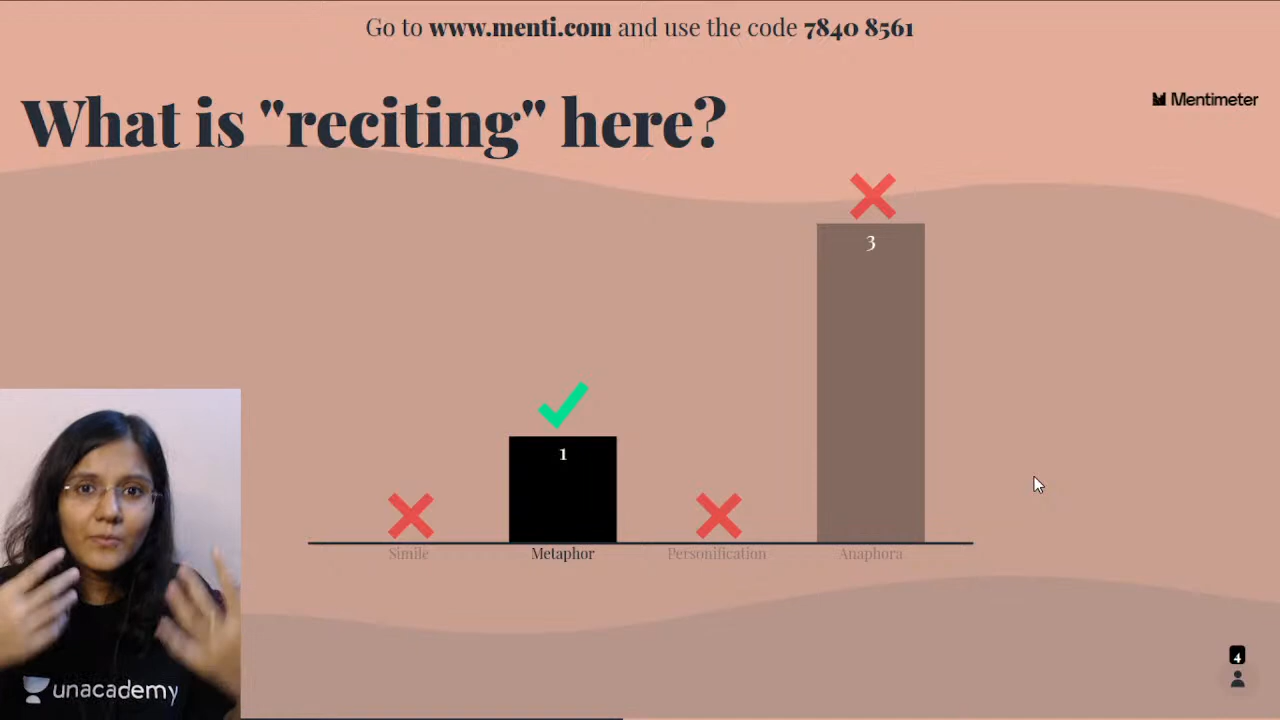 Go to www.menti.com and use the code 7840 8561
What is "reciting" here?
Mentimeter
3
1
Simile
Metaphor
Personification
Anaphora
4
unacademy